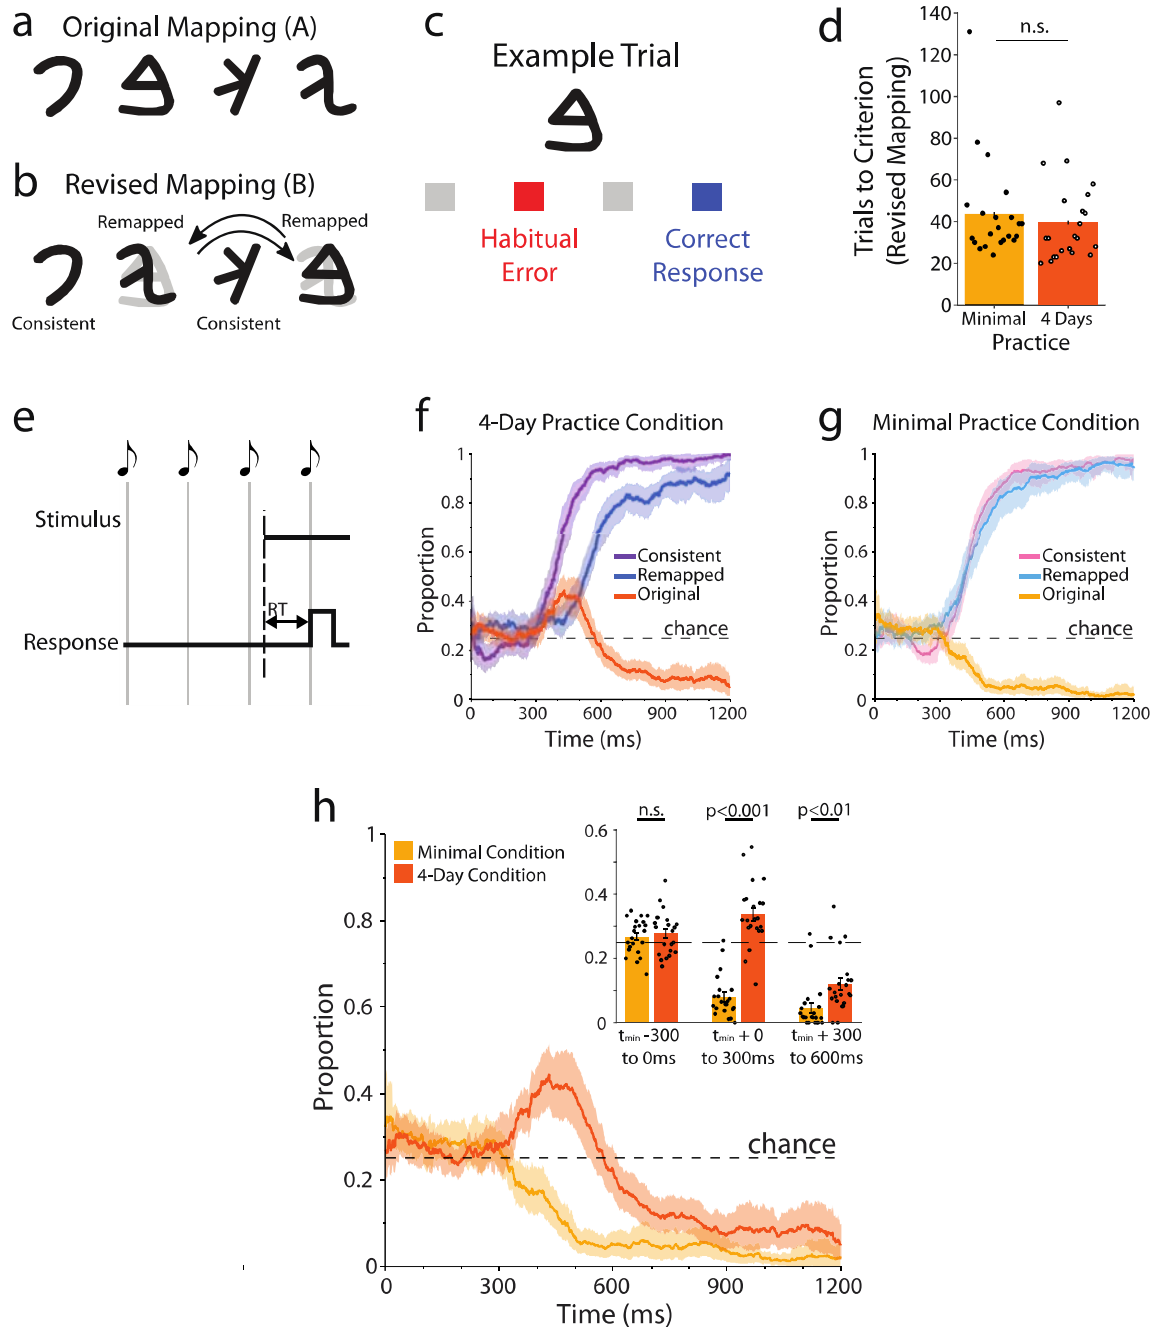 a
Original Mapping (A)
b
Revised Mapping (B)
Remapped
Remapped
Consistent
Consistent
c
Example Trial
Habitual
Error
Correct
Response
d
Trials to Criterion
(Revised Mapping)
140
120
100
80
60
40
20
0
n.s.
Minimal
4 Days
Practice
e
Stimulus
RT
Response
f
4-Day Practice Condition
Proportion
1
0.8
0.6
0.4
0.2
0
Consistent
Remapped
Original
chance
0
300
600
900
1200
Time (ms)
g
Minimal Practice Condition
Proportion
1
0.8
0.6
0.4
0.2
0
Consistent
Remapped
Original
chance
0
300
600
900
1200
Time (ms)
h
Proportion
1
0.8
0.6
0.4
0.2
0
Minimal Condition
4-Day Condition
n.s.
p<0.001
p<0.01
0.6
0.4
0.2
0
tmin -300
to 0ms
tmin + 0
to 300ms
tmin + 300
to 600ms
chance
0
300
600
900
1200
Time (ms)